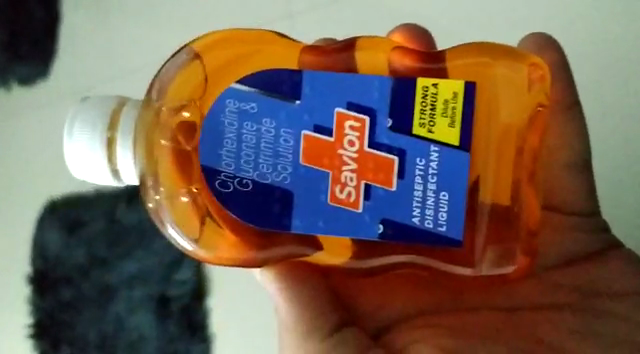 Chlorhexidine
Gluconate &
Cetrimide
Solution
Savlon
ANTISEPTIC
DISINFECTANT
LIQUID
STRONG
FORMULA
Dilute
Before Use